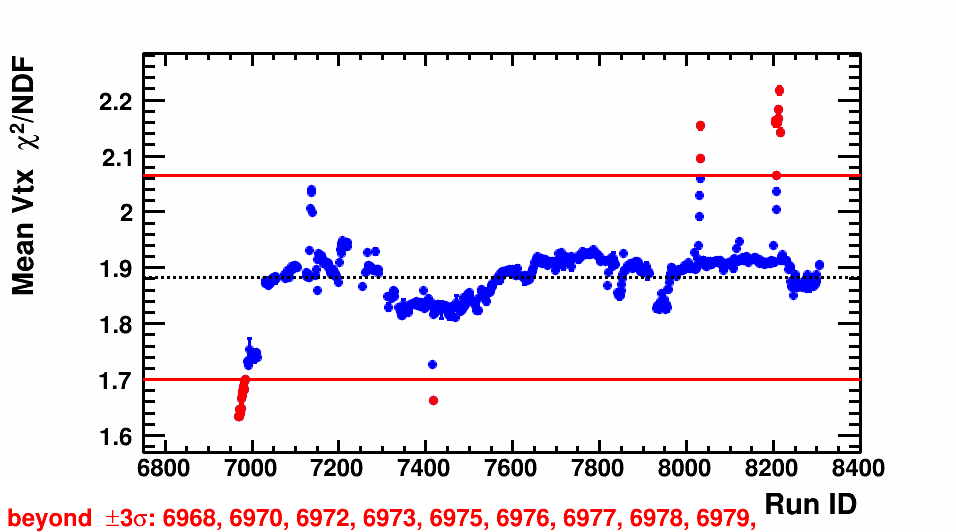 Mean Vtx χ²/NDF
2.2
2.1
2
1.9
1.8
1.7
1.6
6800 7000 7200 7400 7600 7800 8000 8200 8400
Run ID
beyond ±3σ: 6968, 6970, 6972, 6973, 6975, 6976, 6977, 6978, 6979,